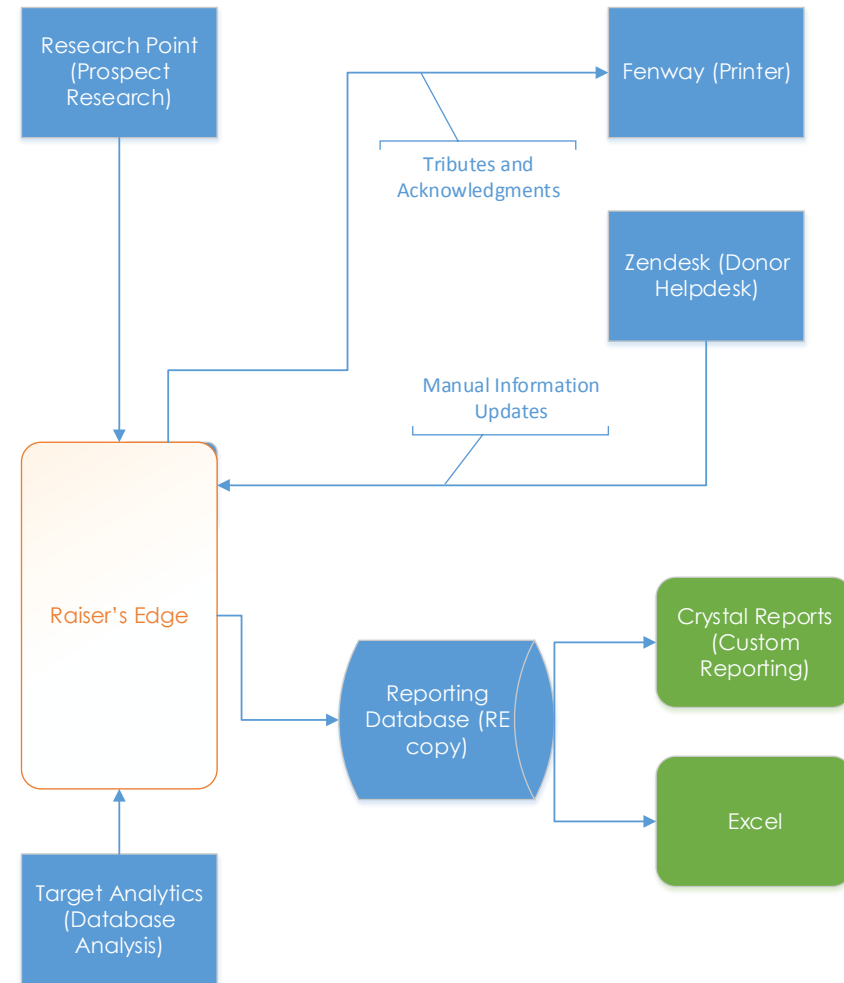 Research Point
(Prospect
Research)
Fenway (Printer)
Tributes and
Acknowledgments
Zendesk (Donor
Helpdesk)
Manual Information
Updates
Raiser’s Edge
Crystal Reports
(Custom
Reporting)
Reporting
Database (RE
copy)
Excel
Target Analytics
(Database
Analysis)